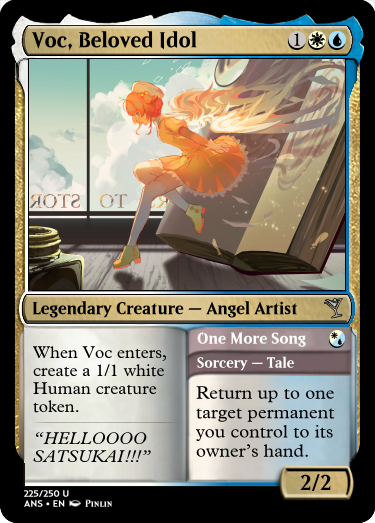 Voc, Beloved Idol
1
ЯOTS OT K
Legendary Creature — Angel Artist
When Voc enters,
create a 1/1 white
Human creature
token.
“HELLOOOO
SATSUKAI!!!”
One More Song
Sorcery — Tale
Return up to one
target permanent
you control to its
owner's hand.
2/2
225/250 U
ANS • EN Pinlin